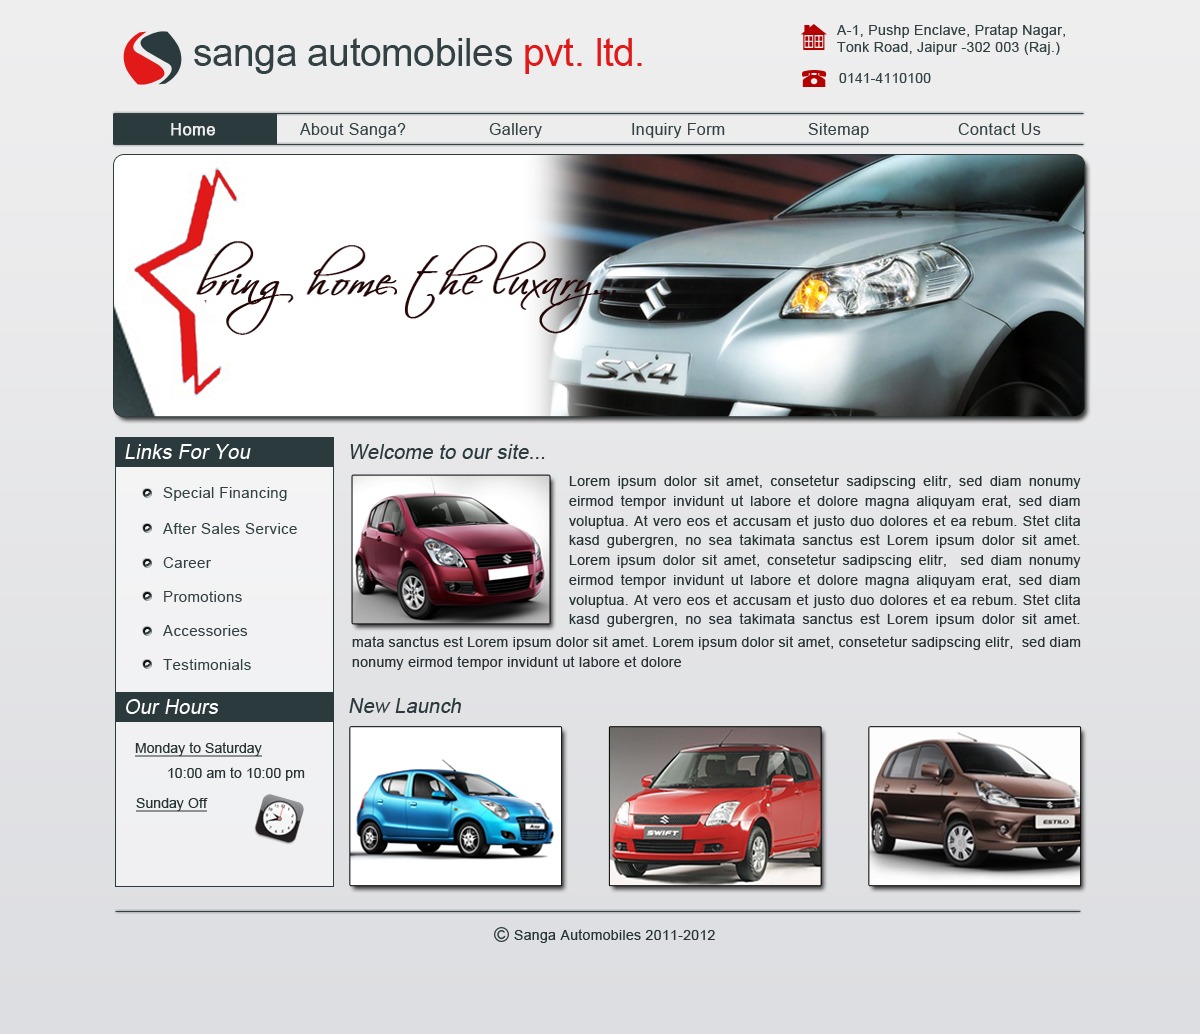 sanga automobiles pvt. ltd.
A-1, Pushp Enclave, Pratap Nagar,
Tonk Road, Jaipur -302 003 (Raj.)
0141-4110100
Home
About Sanga?
Gallery
Inquiry Form
Sitemap
Contact Us
bring home the luxary...
SX4
Links For You
Special Financing
After Sales Service
Career
Promotions
Accessories
Testimonials
Our Hours
Monday to Saturday
10:00 am to 10:00 pm
Sunday Off
Welcome to our site...
Lorem ipsum dolor sit amet, consetetur sadipscing elitr, sed diam nonumy
eirmod tempor invidunt ut labore et dolore magna aliquyam erat, sed diam
voluptua. At vero eos et accusam et justo duo dolores et ea rebum. Stet clita
kasd gubergren, no sea takimata sanctus est Lorem ipsum dolor sit amet.
Lorem ipsum dolor sit amet, consetetur sadipscing elitr,  sed diam nonumy
eirmod tempor invidunt ut labore et dolore magna aliquyam erat, sed diam
voluptua. At vero eos et accusam et justo duo dolores et ea rebum. Stet clita
kasd gubergren, no sea takimata sanctus est Lorem ipsum dolor sit amet.
mata sanctus est Lorem ipsum dolor sit amet. Lorem ipsum dolor sit amet, consetetur sadipscing elitr,  sed diam
nonumy eirmod tempor invidunt ut labore et dolore
New Launch
SWIFT
ESTILO
© Sanga Automobiles 2011-2012